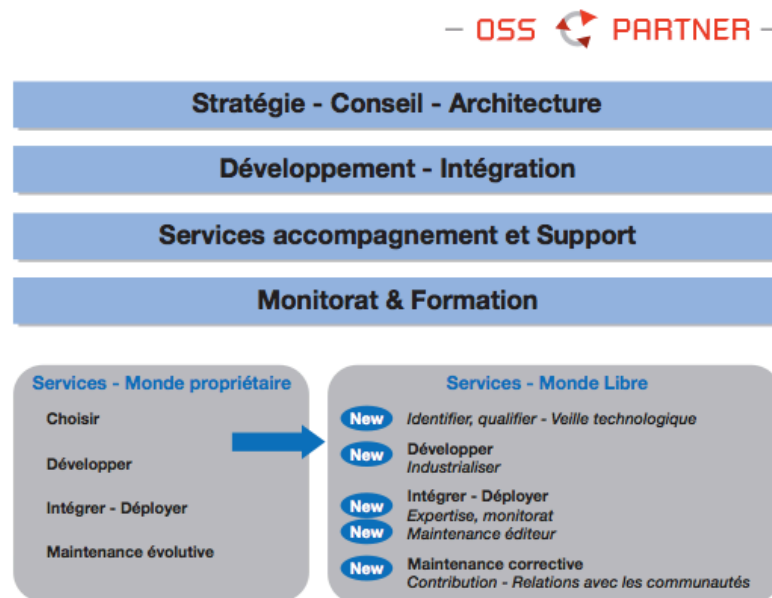 OSS PARTNER
Stratégie - Conseil - Architecture
Développement - Intégration
Services accompagnement et Support
Monitorat & Formation
Services - Monde propriétaire
Choisir
Développer
Intégrer - Déployer
Maintenance évolutive
Services - Monde Libre
New Identifier, qualifier - Veille technologique
New Développer
Industrialiser
New Intégrer - Déployer
Expertise, monitorat
New Maintenance éditeur
New Maintenance corrective
Contribution - Relations avec les communautés